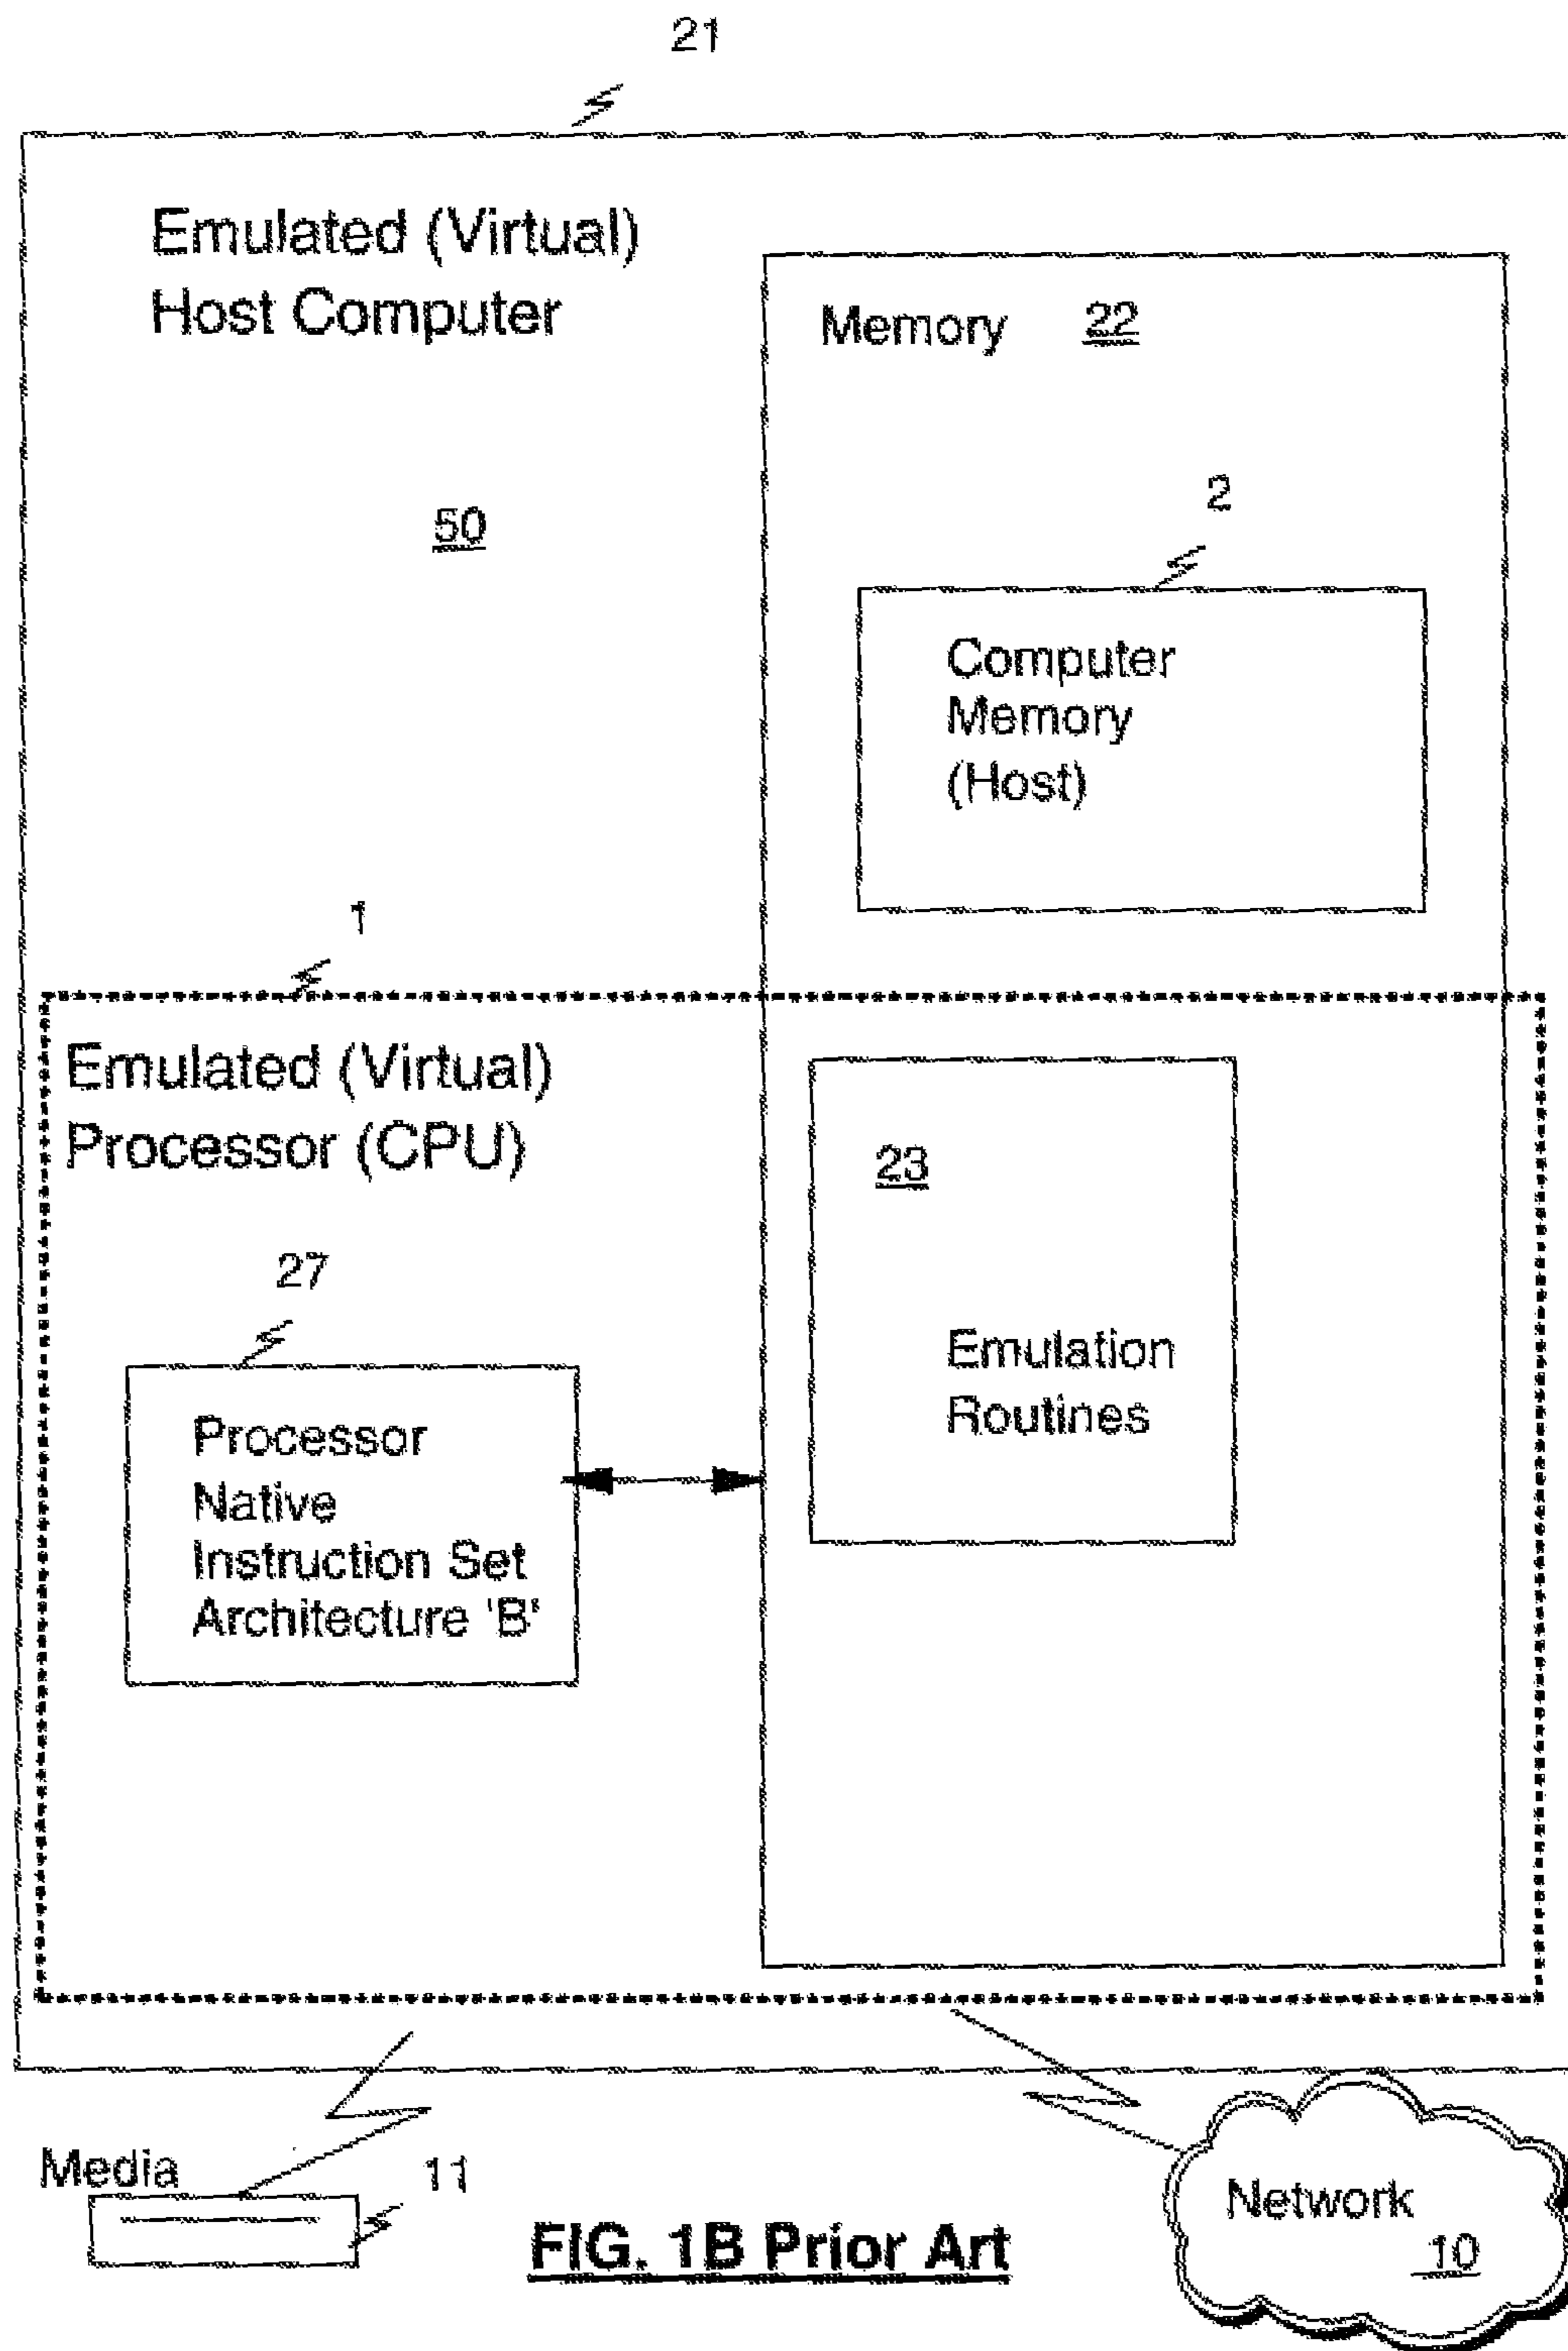 21
Emulated (Virtual)
Host Computer
50
Memory 22
2
Computer
Memory
(Host)
1
Emulated (Virtual)
Processor (CPU)
27
Processor
Native
Instruction Set
Architecture 'B'
23
Emulation
Routines
Media
11
FIG. 1B Prior Art
Network
10